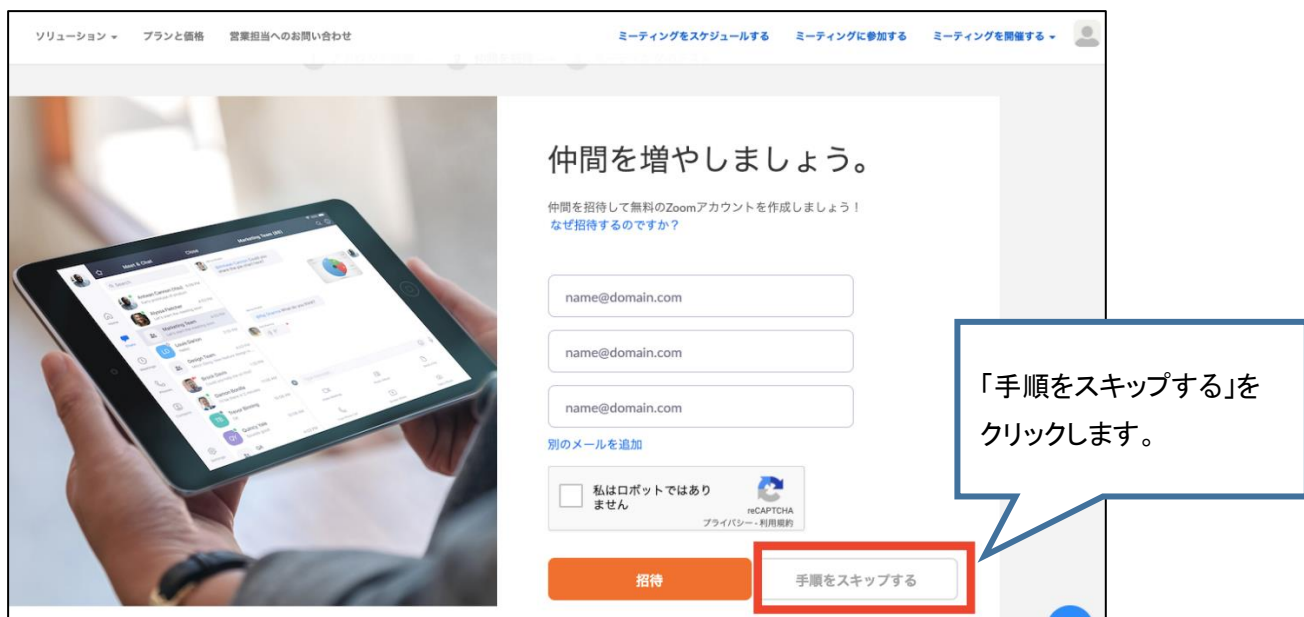 ソリューション プランと価格 営業担当へのお問い合わせ ミーティングをスケジュールする ミーティングに参加する ミーティングを開催する
仲間を増やしましょう。
仲間を招待して無料のZoomアカウントを作成しましょう！
なぜ招待するのですか？
name@domain.com
name@domain.com
name@domain.com
別のメールを追加
私はロボットではあり
ません
reCAPTCHA
プライバシー - 利用規約
招待 手順をスキップする
「手順をスキップする」を
クリックします。
Meet & Chat
Search
Marketing Team
Design Team